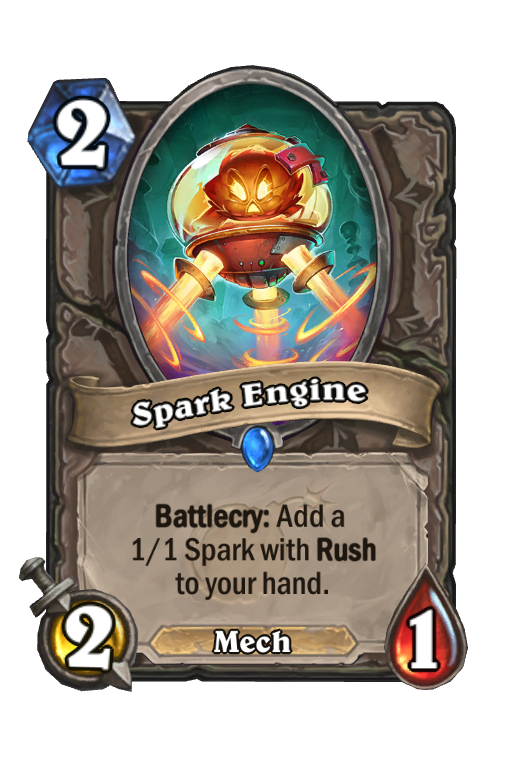 2
Spark Engine
Battlecry: Add a
1/1 Spark with Rush
to your hand.
2
Mech
1